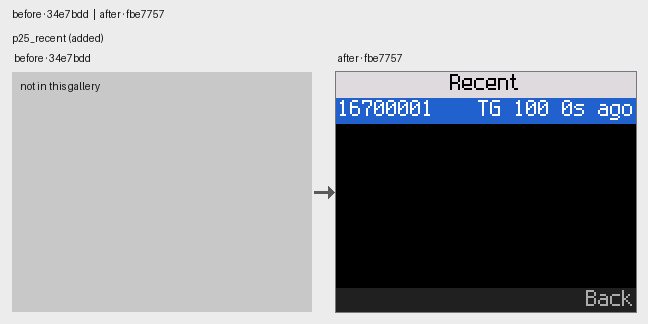 before · 34e7bdd | after · fbe7757
p25_recent (added)
before · 34e7bdd
after · fbe7757
not in this gallery
Recent
16700001 TG 100 0s ago
Back